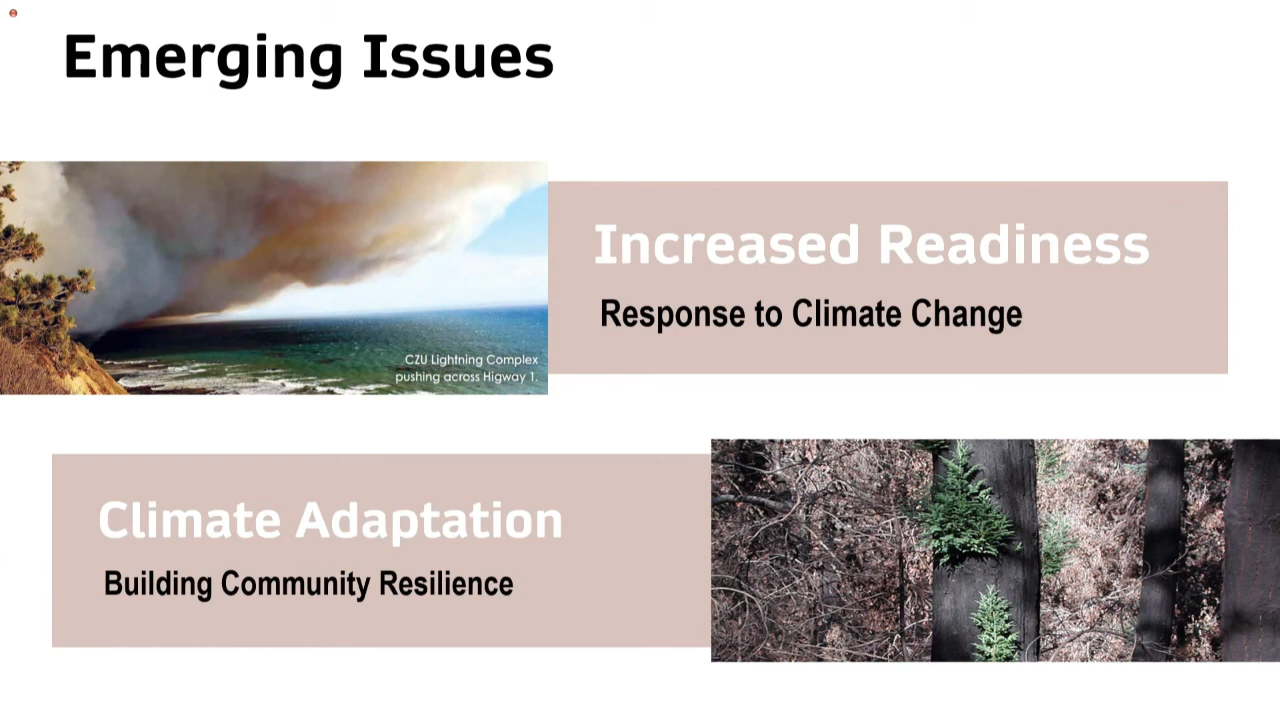 Emerging Issues
Increased Readiness
Response to Climate Change
CZU Lightning Complex
pushing across Higway 1.
Climate Adaptation
Building Community Resilience